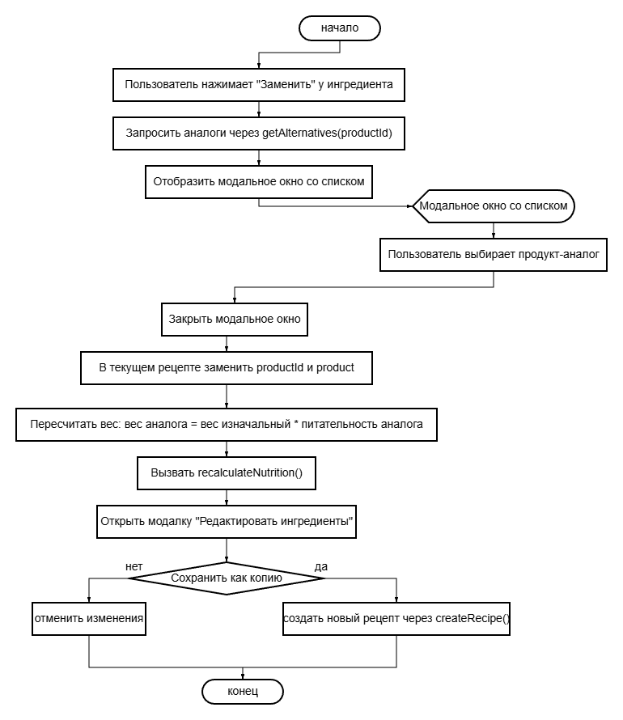 начало
Пользователь нажимает "Заменить" у ингредиента
Запросить аналоги через getAlternatives(productId)
Отобразить модальное окно со списком
Модальное окно со списком
Пользователь выбирает продукт-аналог
Закрыть модальное окно
В текущем рецепте заменить productId и product
Пересчитать вес: вес аналога = вес изначальный * питательность аналога
Вызвать recalculateNutrition()
Открыть модалку "Редактировать ингредиенты"
нет
да
Сохранить как копию
отменить изменения
создать новый рецепт через createRecipe()
конец